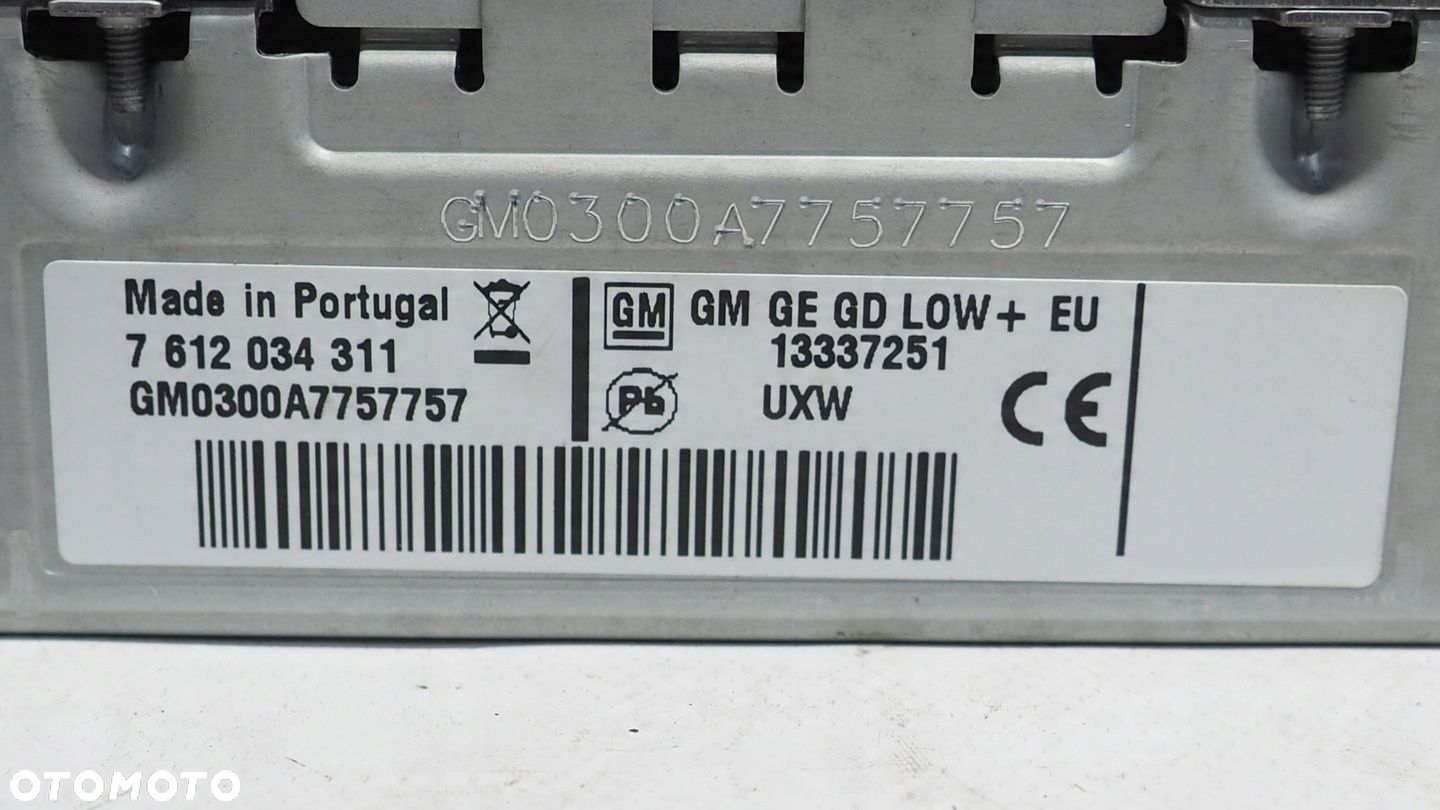 GM0300A7757757
Made in Portugal
7 612 034 311
GM0300A7757757
GM GM GE GD LOW+ EU
13337251
Pb UXW
CE
OTOMOTO